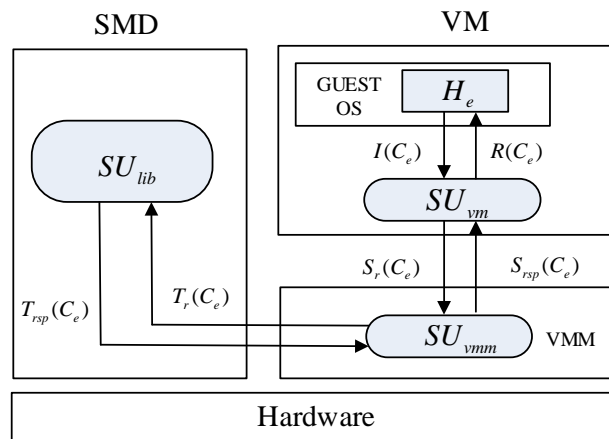 SMD
VM
GUEST
OS
H_e
I(C_e)
R(C_e)
SU_lib
SU_vm
S_r(C_e)
S_rsp(C_e)
T_rsp(C_e)
T_r(C_e)
SU_vmm
VMM
Hardware